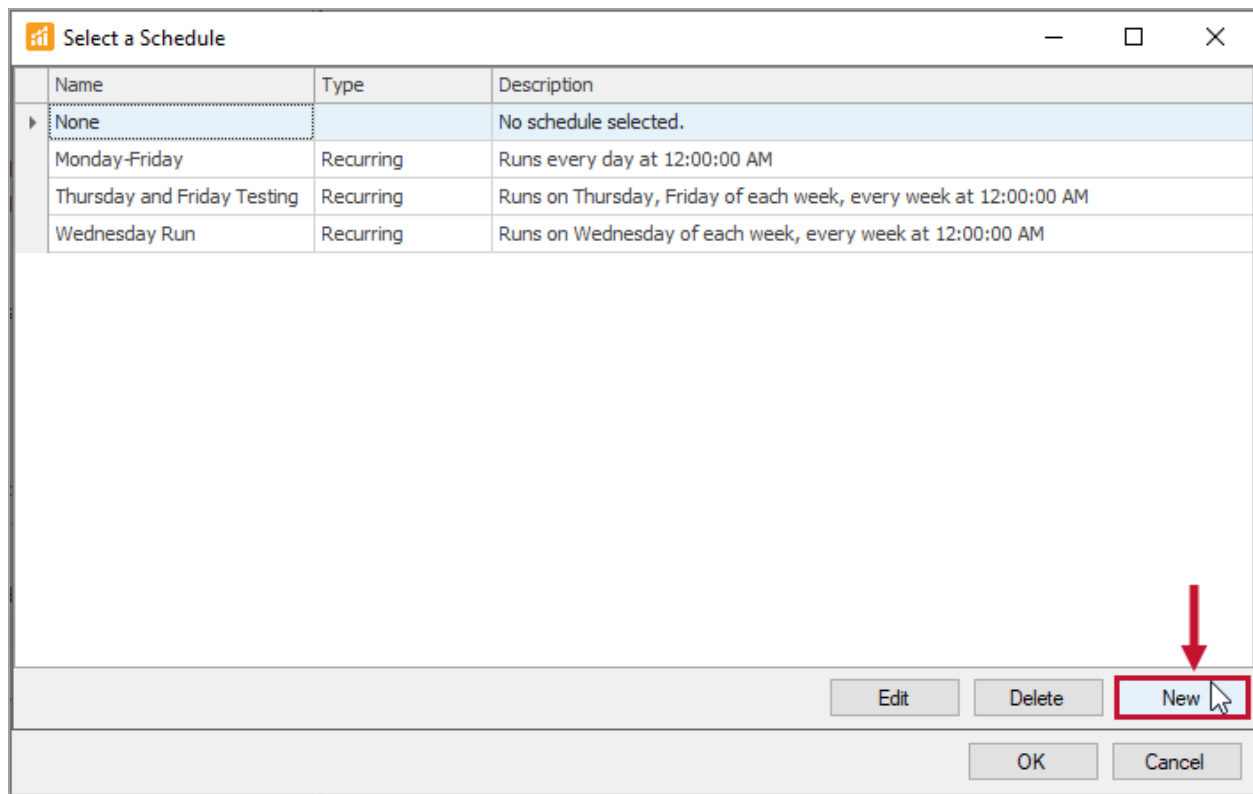 Select a Schedule
Name Type Description
None No schedule selected.
Monday-Friday Recurring Runs every day at 12:00:00 AM
Thursday and Friday Testing Recurring Runs on Thursday, Friday of each week, every week at 12:00:00 AM
Wednesday Run Recurring Runs on Wednesday of each week, every week at 12:00:00 AM
Edit Delete New
OK Cancel